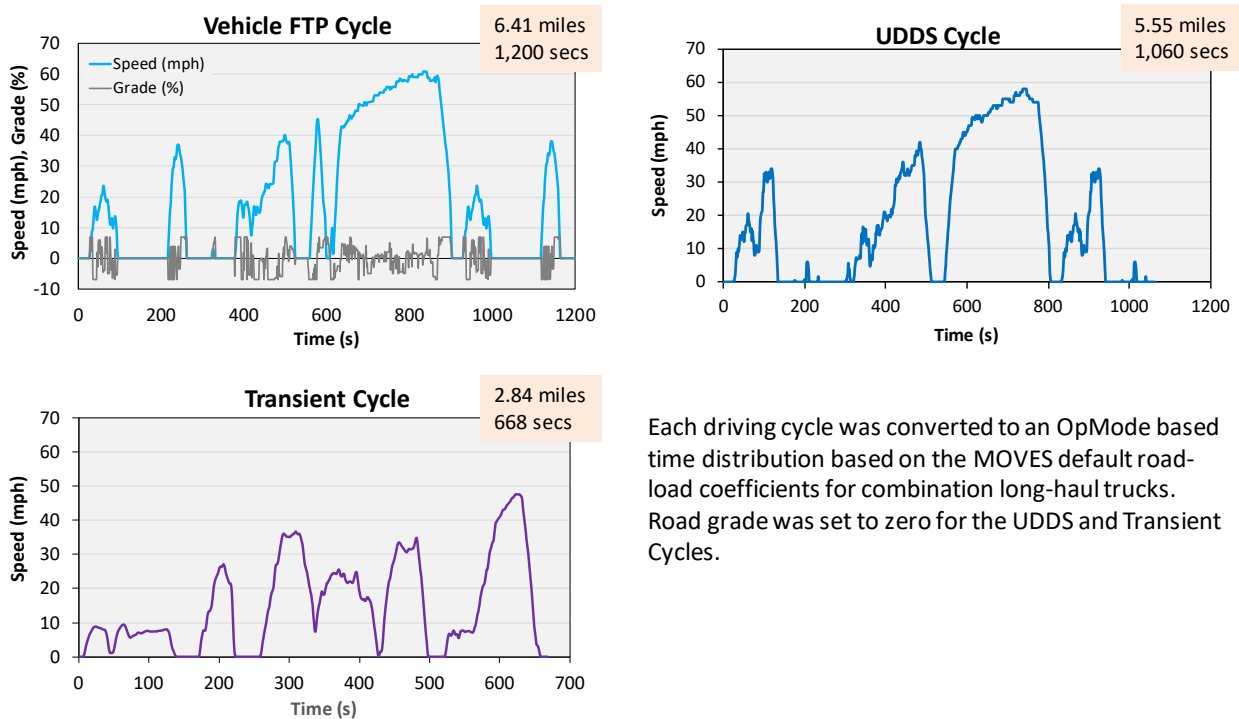 Vehicle FTP Cycle
6.41 miles
1,200 secs
Speed (mph)
Grade (%)
Speed (mph), Grade (%)
70
60
50
40
30
20
10
0
-10
0 200 400 600 800 1000 1200
Time (s)
UDDS Cycle
5.55 miles
1,060 secs
Speed (mph)
70
60
50
40
30
20
10
0
0 200 400 600 800 1000 1200
Time (s)
Transient Cycle
2.84 miles
668 secs
Speed (mph)
70
60
50
40
30
20
10
0
0 100 200 300 400 500 600 700
Time (s)
Each driving cycle was converted to an OpMode based
time distribution based on the MOVES default road-
load coefficients for combination long-haul trucks.
Road grade was set to zero for the UDDS and Transient
Cycles.